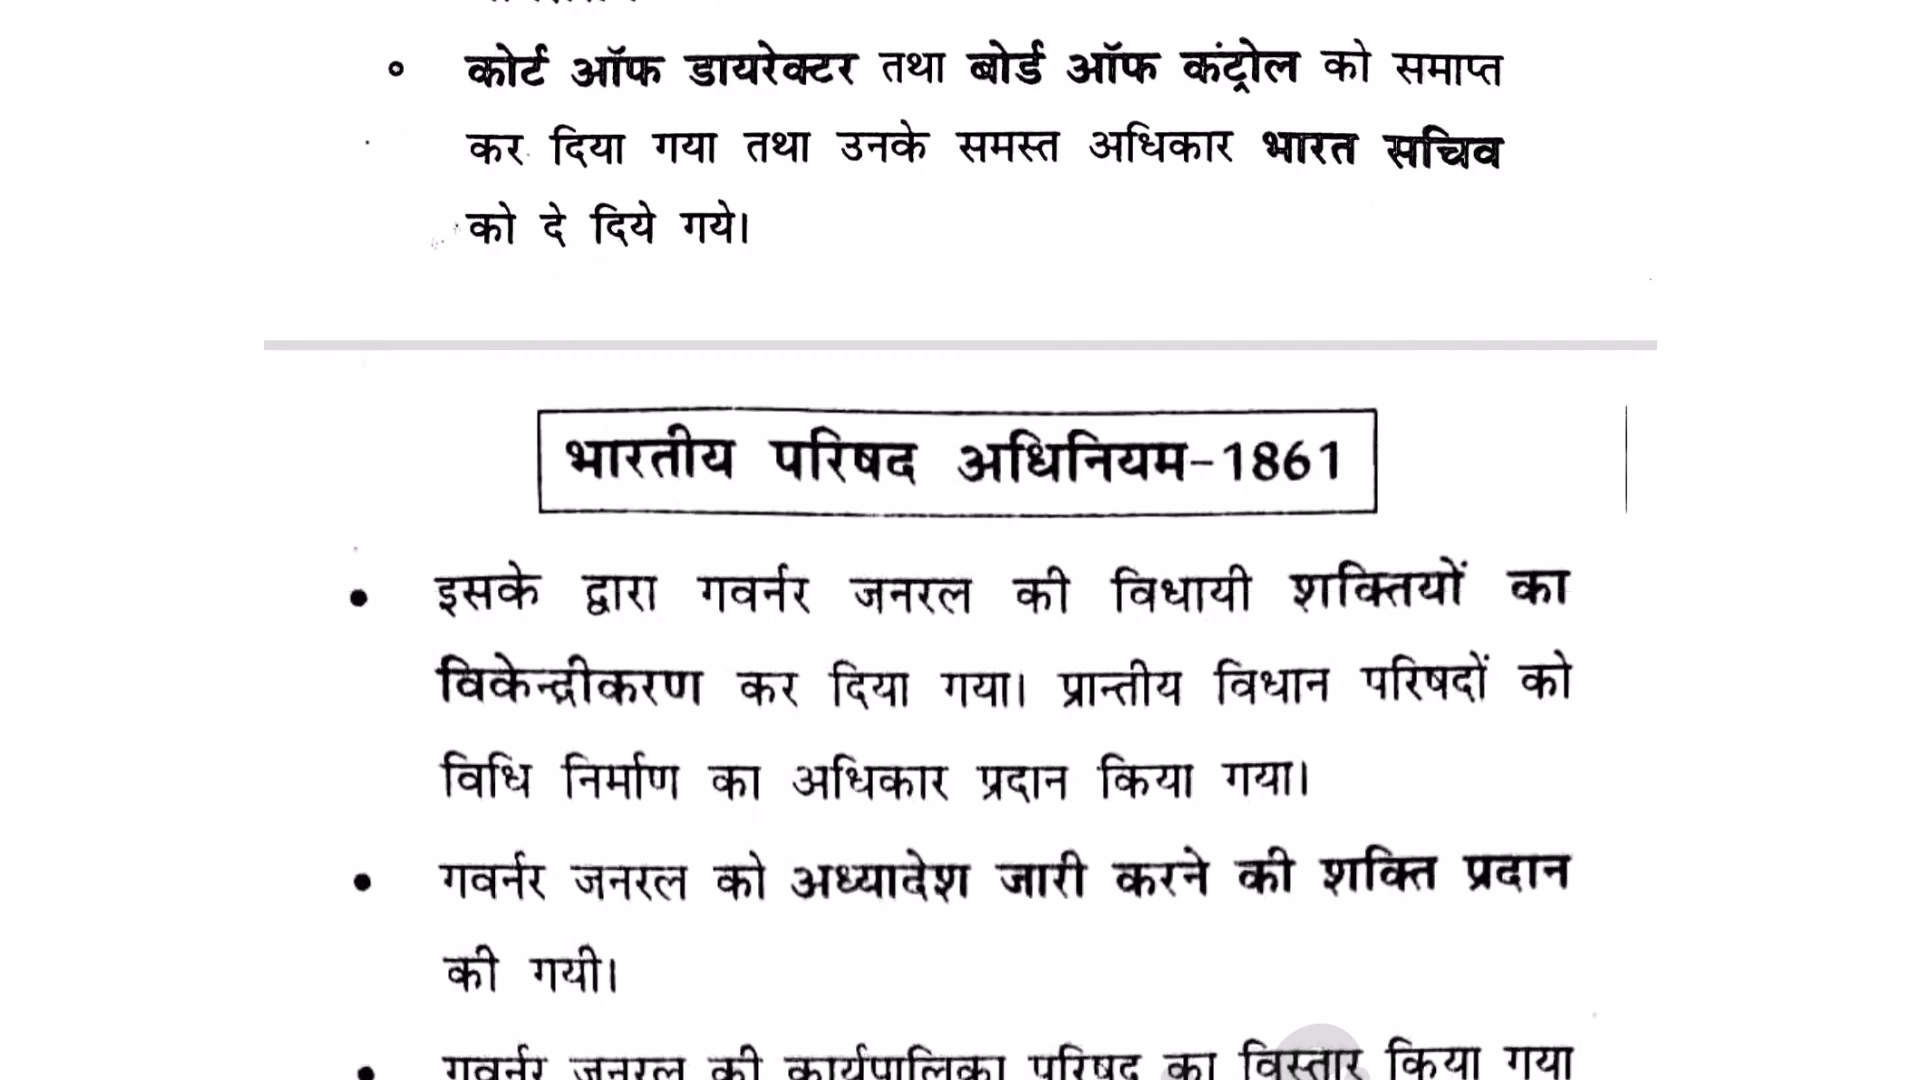 कोर्ट ऑफ डायरेक्टर तथा बोर्ड ऑफ कंट्रोल को समाप्त
कर दिया गया तथा उनके समस्त अधिकार भारत सचिव
को दे दिये गये।
भारतीय परिषद अधिनियम-1861
• इसके द्वारा गवर्नर जनरल की विधायी शक्तियों का
विकेन्द्रीकरण कर दिया गया। प्रान्तीय विधान परिषदों को
विधि निर्माण का अधिकार प्रदान किया गया।
• गवर्नर जनरल को अध्यादेश जारी करने की शक्ति प्रदान
की गयी।
• गवर्नर जनरल की कार्यपालिका परिषद का विस्तार किया गया